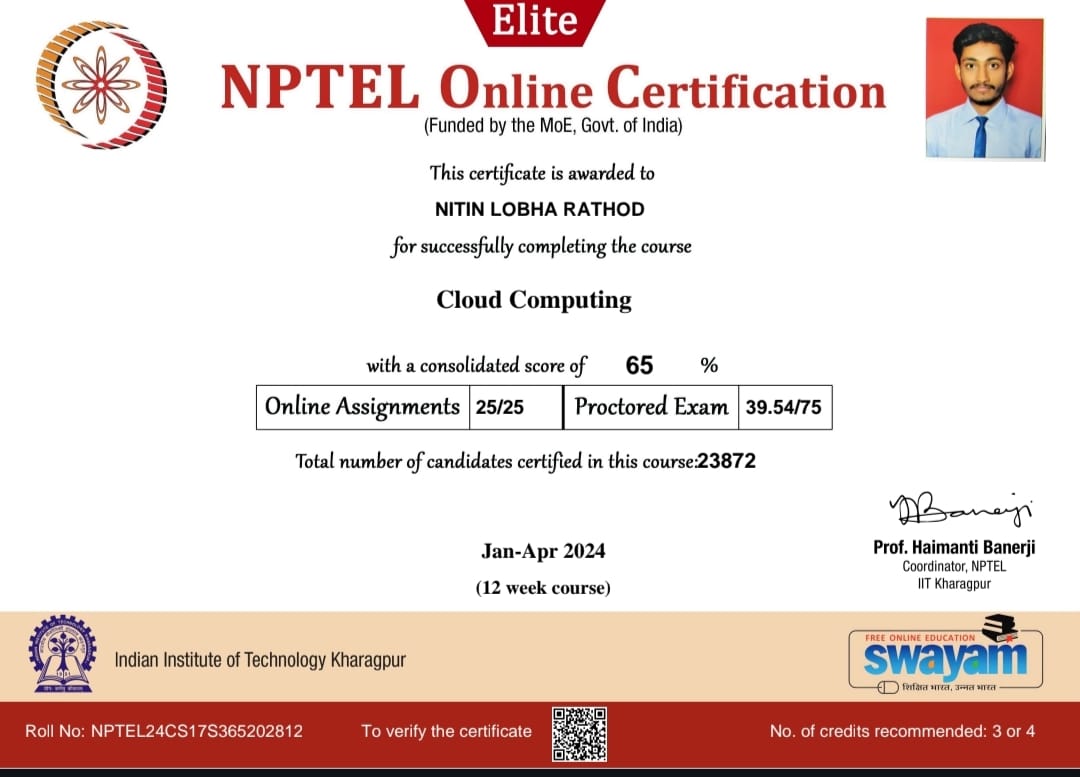 Elite
NPTEL Online Certification
(Funded by the MoE, Govt. of India)
This certificate is awarded to
NITIN LOBHA RATHOD
for successfully completing the course
Cloud Computing
with a consolidated score of 65 %
Online Assignments 25/25 Proctored Exam 39.54/75
Total number of candidates certified in this course:23872
Banerji
Prof. Haimanti Banerji
Coordinator, NPTEL
IIT Kharagpur
Jan-Apr 2024
(12 week course)
Indian Institute of Technology Kharagpur
FREE ONLINE EDUCATION
swayam
शिक्षित भारत, उन्नत भारत
Roll No: NPTEL24CS17S365202812 To verify the certificate No. of credits recommended: 3 or 4